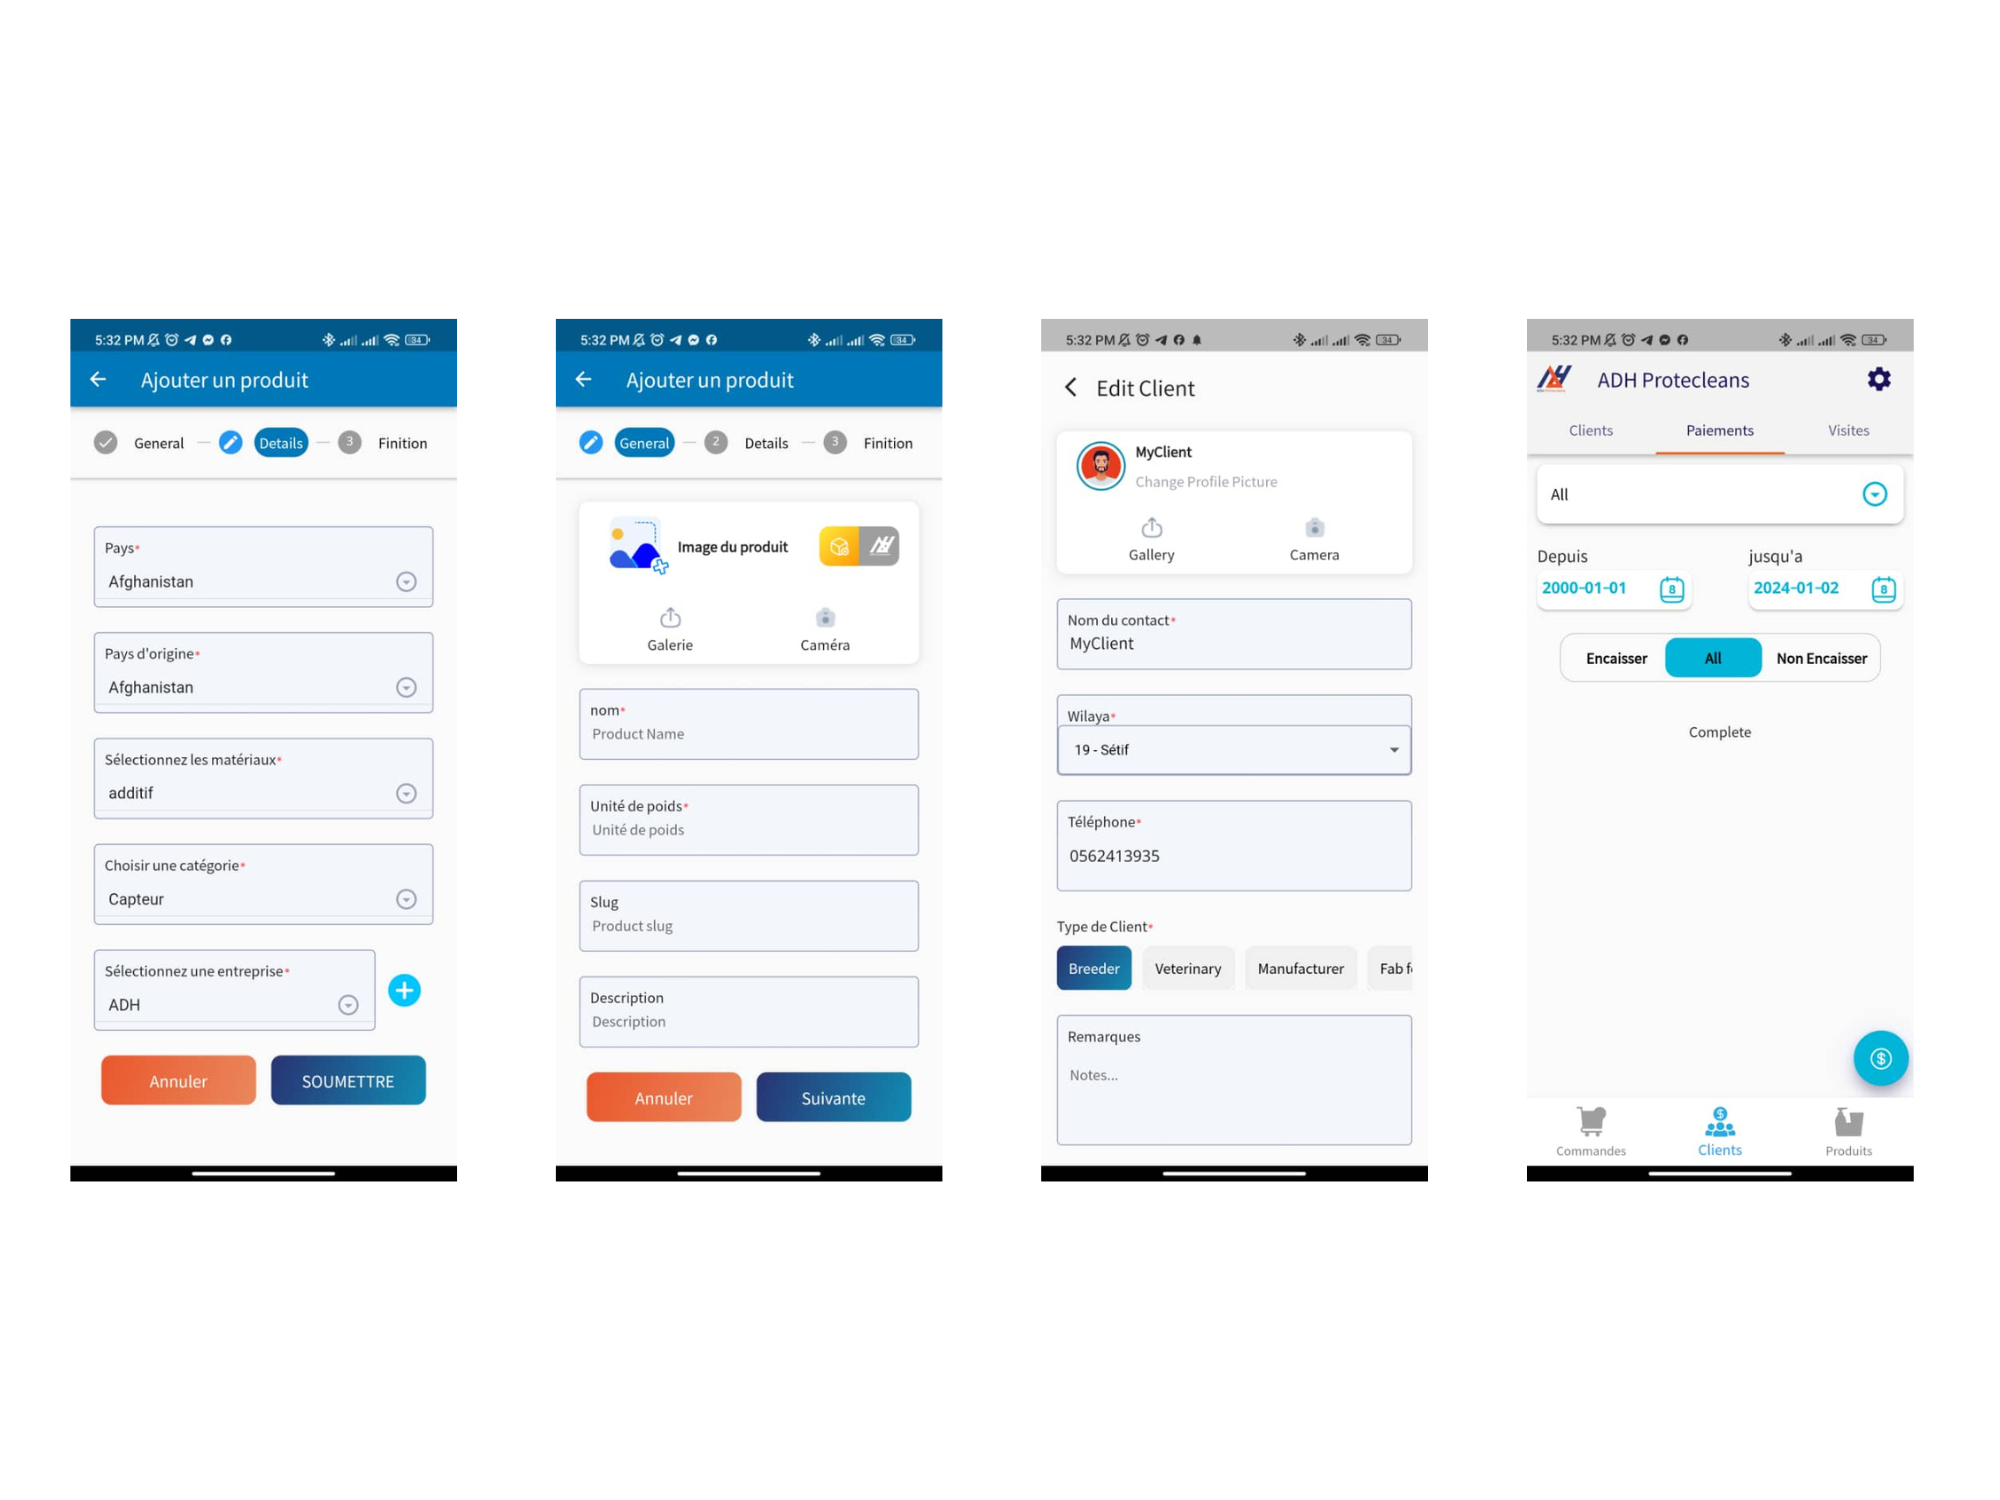 5:32 PM
34
Ajouter un produit
General
Details
3
Finition
Pays*
Afghanistan
Pays d'origine*
Afghanistan
Sélectionnez les matériaux*
additif
Choisir une catégorie*
Capteur
Sélectionnez une entreprise*
ADH
Annuler
SOUMETTRE
5:32 PM
34
Ajouter un produit
General
2
Details
3
Finition
Image du produit
Galerie
Caméra
nom*
Product Name
Unité de poids*
Unité de poids
Slug
Product slug
Description
Description
Annuler
Suivante
5:32 PM
34
Edit Client
MyClient
Change Profile Picture
Gallery
Camera
Nom du contact*
MyClient
Wilaya*
19 - Sétif
Téléphone*
0562413935
Type de Client*
Breeder
Veterinary
Manufacturer
Fab f
Remarques
Notes...
5:32 PM
34
ADH Protecleans
Clients
Paiements
Visites
All
Depuis
jusqu'a
2000-01-01
8
2024-01-02
8
Encaisser
All
Non Encaisser
Complete
Commandes
Clients
Produits